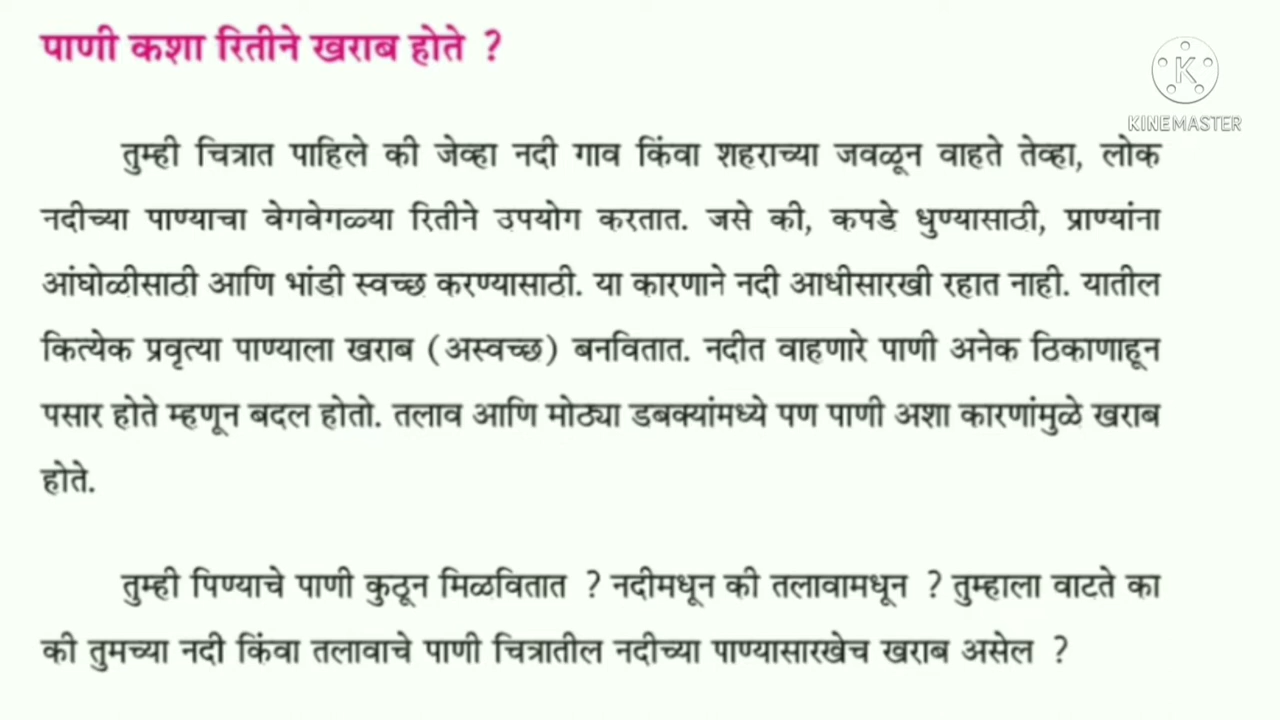 पाणी कशा रितीने खराब होते ?
KINEMASTER
तुम्ही चित्रात पाहिले की जेव्हा नदी गाव किंवा शहराच्या जवळून वाहते तेव्हा, लोक
नदीच्या पाण्याचा वेगवेगळ्या रितीने उपयोग करतात. जसे की, कपडे धुण्यासाठी, प्राण्यांना
आंघोळीसाठी आणि भांडी स्वच्छ करण्यासाठी. या कारणाने नदी आधीसारखी रहात नाही. यातील
कित्येक प्रवृत्या पाण्याला खराब (अस्वच्छ) बनवितात. नदीत वाहणारे पाणी अनेक ठिकाणाहून
पसार होते म्हणून बदल होतो. तलाव आणि मोठ्या डबक्यांमध्ये पण पाणी अशा कारणांमुळे खराब
होते.
तुम्ही पिण्याचे पाणी कुठून मिळवितात ? नदीमधून की तलावामधून ? तुम्हाला वाटते का
की तुमच्या नदी किंवा तलावाचे पाणी चित्रातील नदीच्या पाण्यासारखेच खराब असेल ?